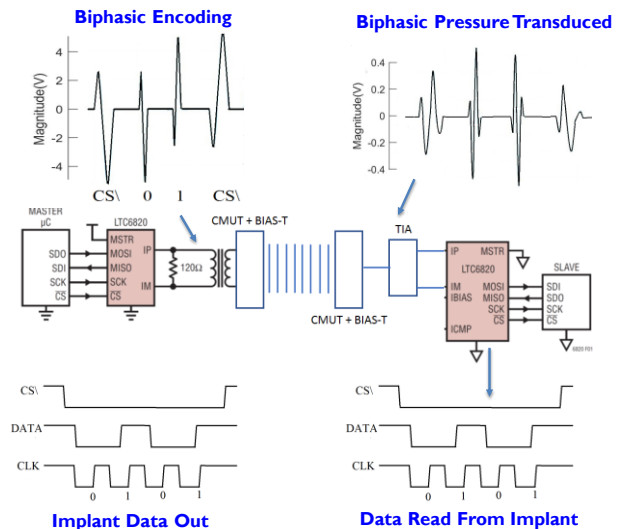 Biphasic Encoding
Biphasic Pressure Transduced
Magnitude(V)
4
2
0
-2
-4
CS\ 0 1 CS\
Magnitude(V)
0.4
0.2
0
-0.2
-0.4
MASTER
µC
SDO
SDI
SCK
CS
LTC6820
MSTR
MOSI
MISO
SCK
CS
IP
IM
120Ω
CMUT + BIAS-T
CMUT + BIAS-T
TIA
IP
IM
IBIAS
ICMP
LTC6820
MSTR
MOSI
MISO
SCK
CS
SLAVE
SDI
SDO
SCK
CS
6820 F01
CS\
DATA
CLK
0 1 0 1
Implant Data Out
CS\
DATA
CLK
0 1 0 1
Data Read From Implant